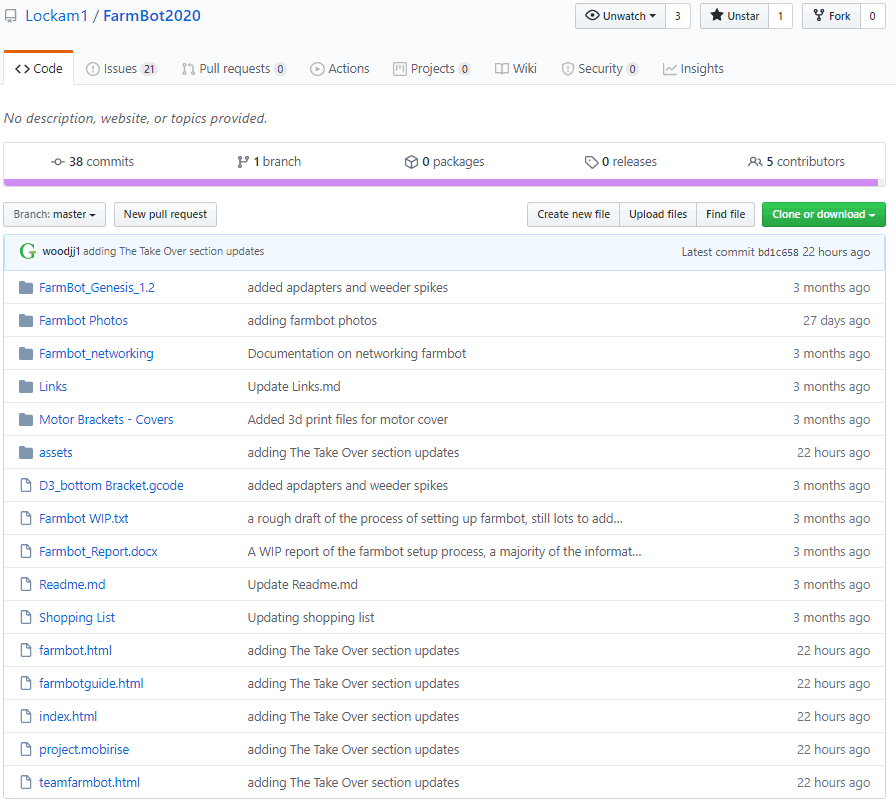 Lockam1 / FarmBot2020 Unwatch 3 Unstar 1 Fork 0
Code Issues 21 Pull requests 0 Actions Projects 0 Wiki Security 0 Insights
No description, website, or topics provided.
38 commits 1 branch 0 packages 0 releases 5 contributors
Branch: master New pull request Create new file Upload files Find file Clone or download
woodjj1 adding The Take Over section updates Latest commit bd1c658 22 hours ago
FarmBot_Genesis_1.2 added apdapters and weeder spikes 3 months ago
Farmbot Photos adding farmbot photos 27 days ago
Farmbot_networking Documentation on networking farmbot 3 months ago
Links Update Links.md 3 months ago
Motor Brackets - Covers Added 3d print files for motor cover 3 months ago
assets adding The Take Over section updates 22 hours ago
D3_bottom Bracket.gcode added apdapters and weeder spikes 3 months ago
Farmbot WIP.txt a rough draft of the process of setting up farmbot, still lots to add... 3 months ago
Farmbot_Report.docx A WIP report of the farmbot setup process, a majority of the informat... 3 months ago
Readme.md Update Readme.md 3 months ago
Shopping List Updating shopping list 3 months ago
farmbot.html adding The Take Over section updates 22 hours ago
farmbotguide.html adding The Take Over section updates 22 hours ago
index.html adding The Take Over section updates 22 hours ago
project.mobirise adding The Take Over section updates 22 hours ago
teamfarmbot.html adding The Take Over section updates 22 hours ago